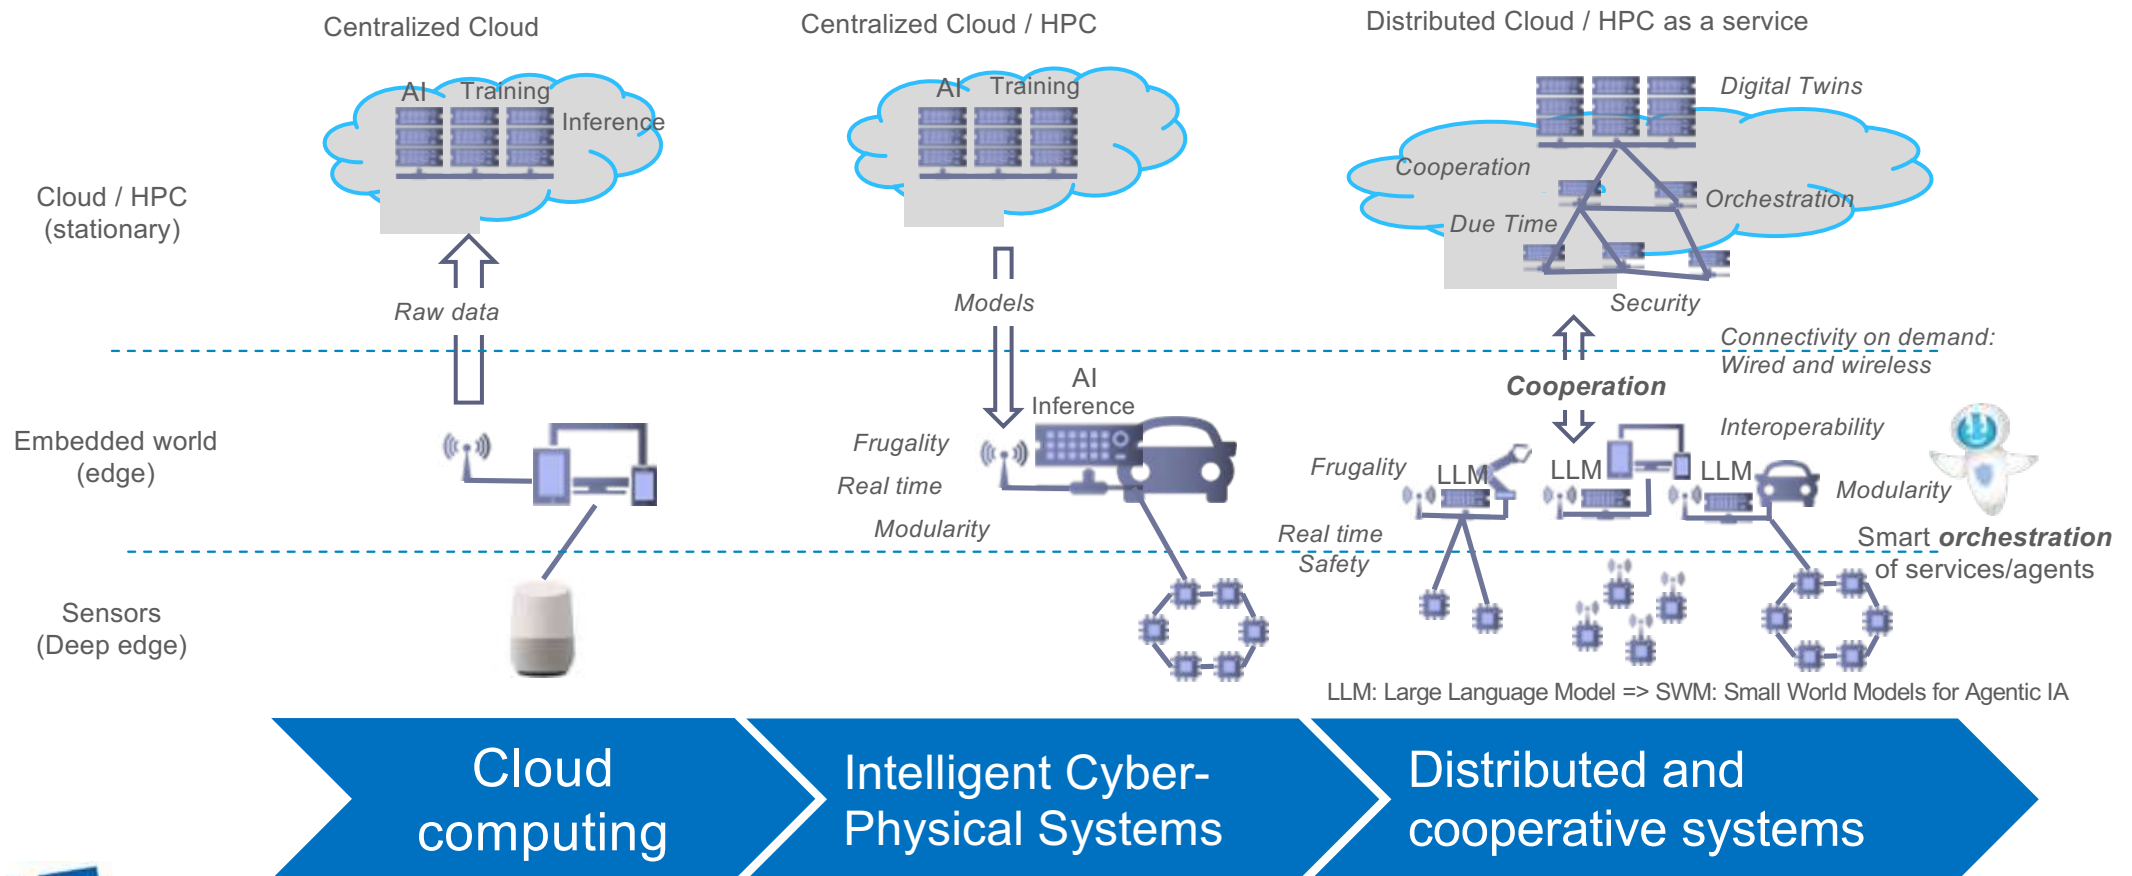 Centralized Cloud
Centralized Cloud / HPC
Distributed Cloud / HPC as a service
AI Training
Inference
AI Training
Digital Twins
Cooperation
Orchestration
Due Time
Security
Cloud / HPC
(stationary)
Raw data
Models
Connectivity on demand:
Wired and wireless
Cooperation
AI
Inference
Embedded world
(edge)
Frugality
Real time
Modularity
Interoperability
Frugality
LLM
LLM
LLM
Modularity
Real time
Safety
Smart orchestration
of services/agents
Sensors
(Deep edge)
LLM: Large Language Model => SWM: Small World Models for Agentic IA
Cloud
computing
Intelligent Cyber-
Physical Systems
Distributed and
cooperative systems